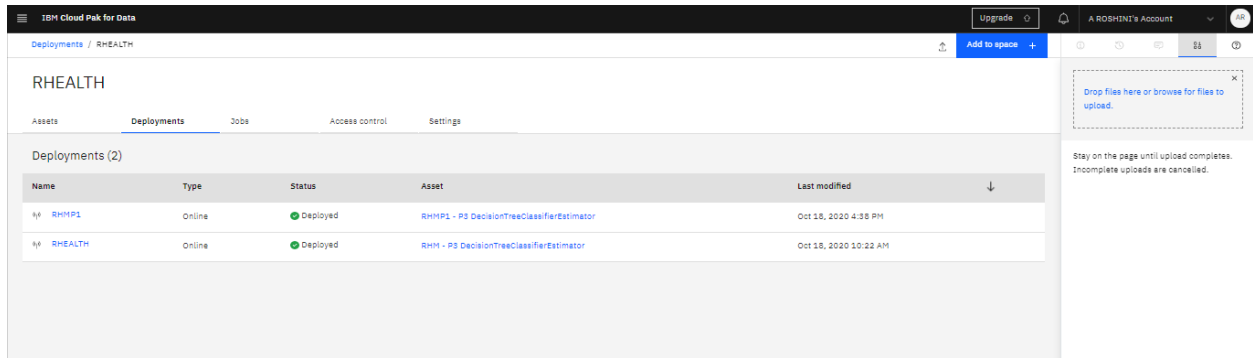 IBM Cloud Pak for Data
Upgrade
A ROSHINI's Account
AR
Deployments / RHEALTH
Add to space +
RHEALTH
Assets Deployments Jobs Access control Settings
Deployments (2)
Name Type Status Asset Last modified
RHMP1 Online Deployed RHMP1 - P3 DecisionTreeClassifierEstimator Oct 18, 2020 4:38 PM
RHEALTH Online Deployed RHM - P3 DecisionTreeClassifierEstimator Oct 18, 2020 10:22 AM
Drop files here or browse for files to
upload.
Stay on the page until upload completes.
Incomplete uploads are cancelled.